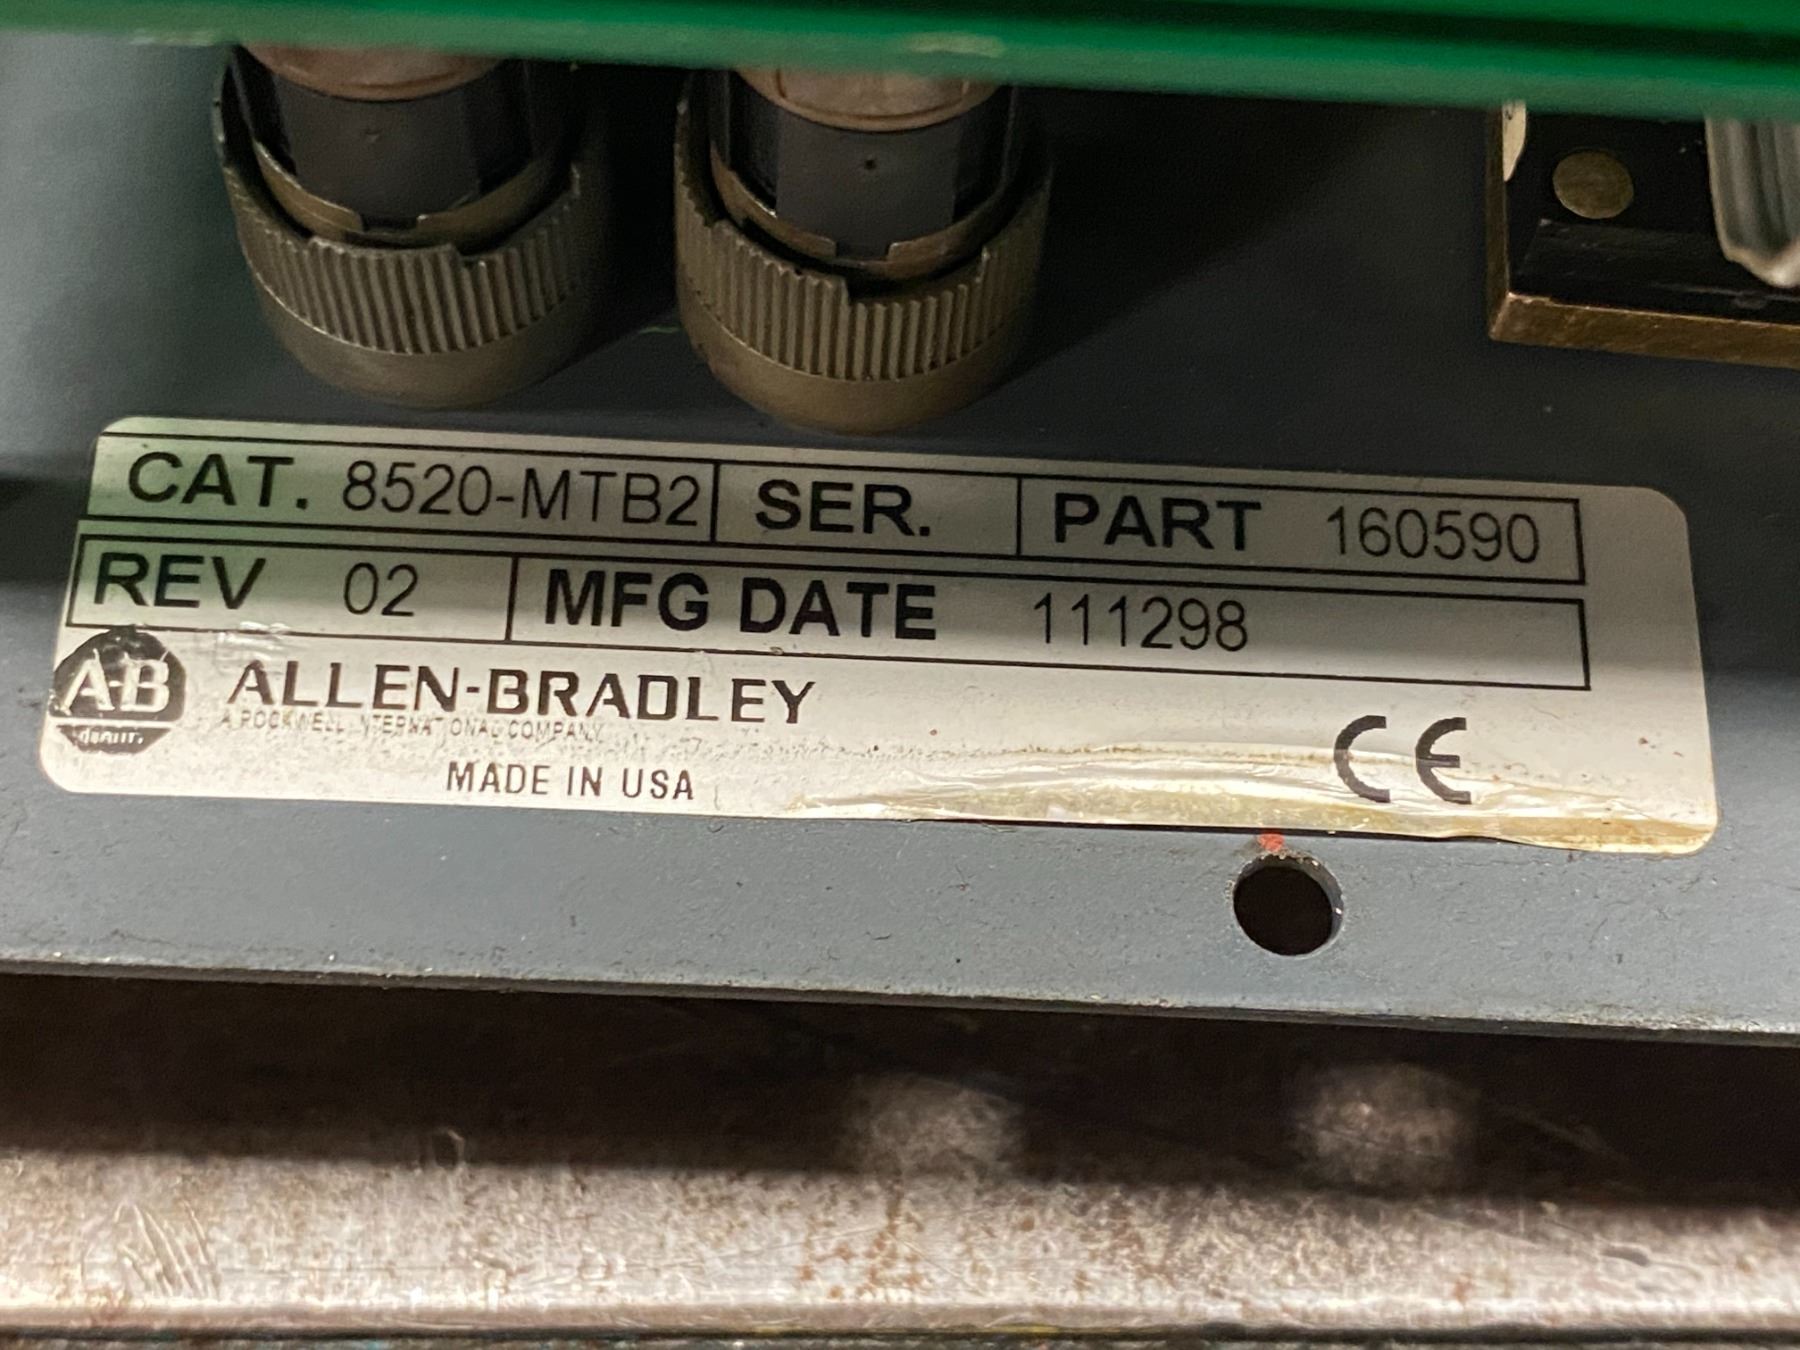 CAT. 8520-MTB2 SER. PART 160590
REV 02 MFG DATE 111298
A-B ALLEN-BRADLEY
A ROCKWELL INTERNATIONAL COMPANY
MADE IN USA
CE